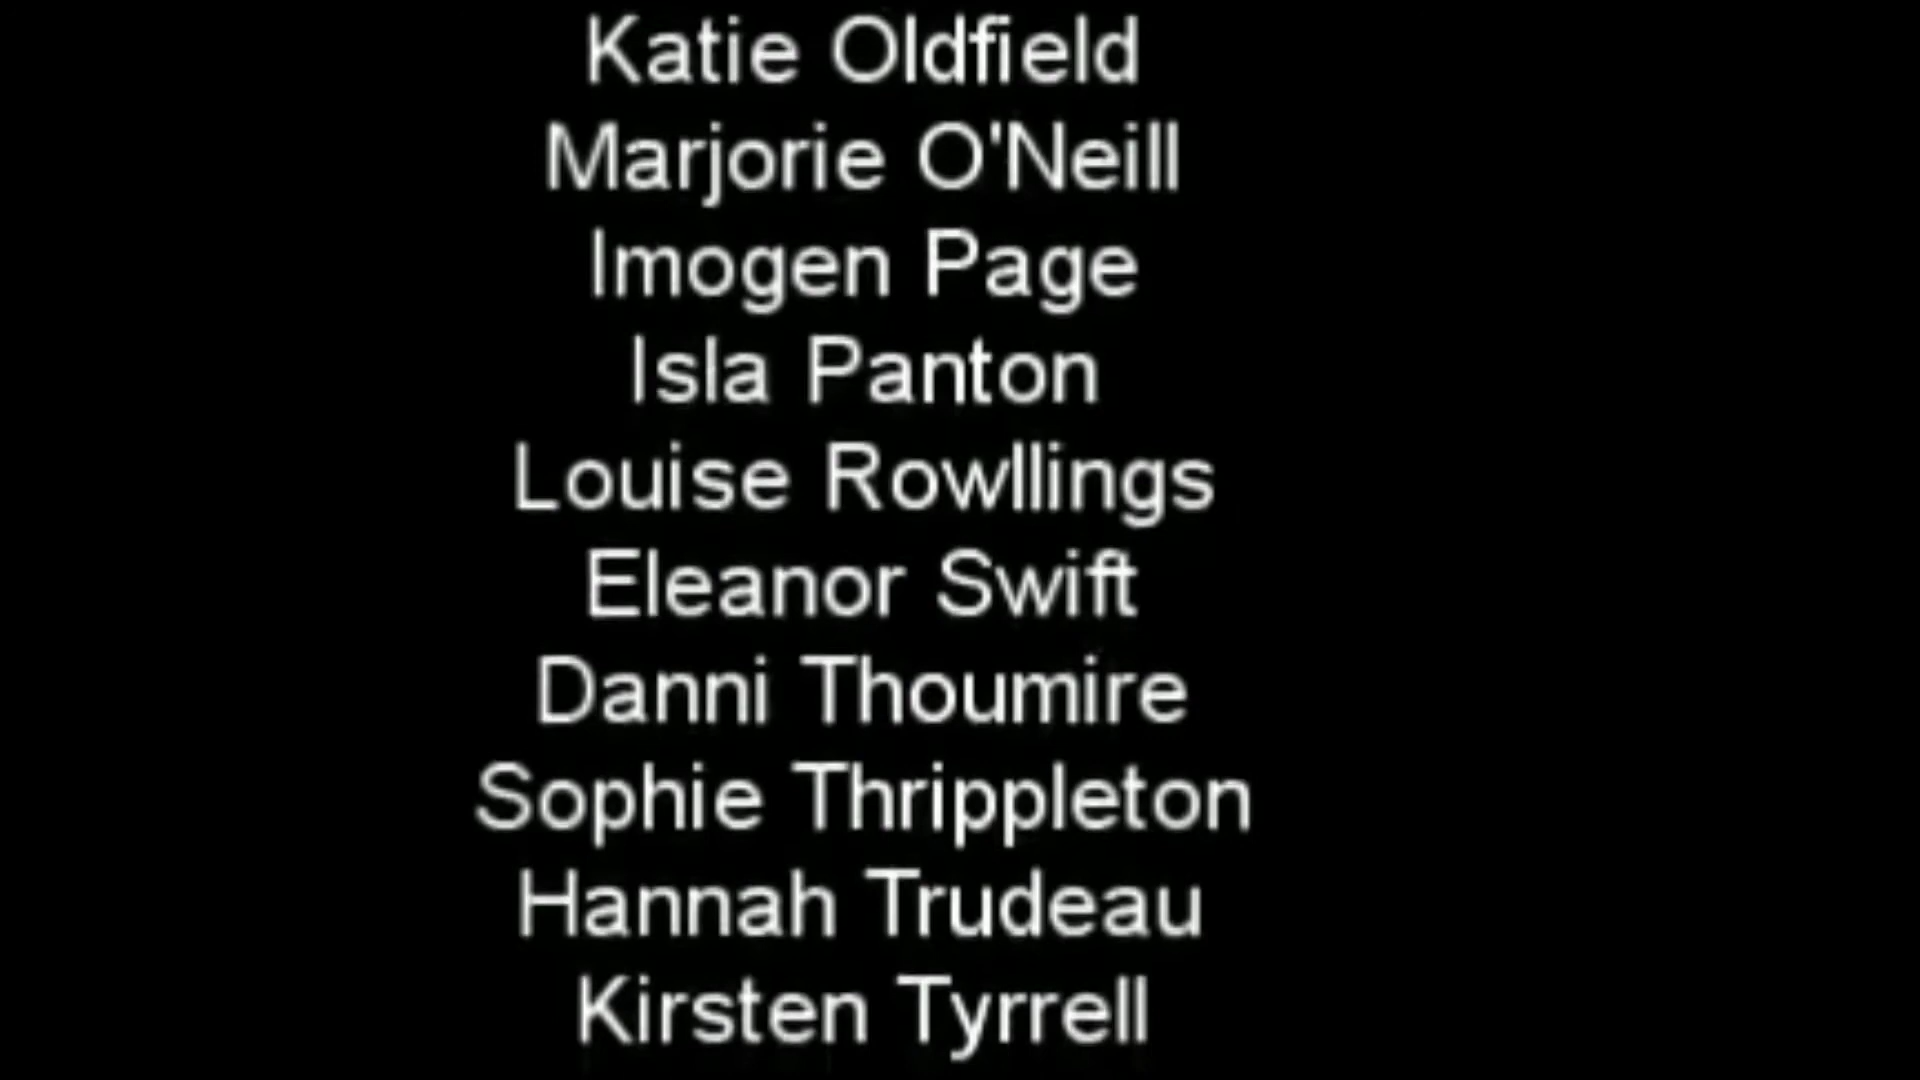 Katie Oldfield
Marjorie O'Neill
Imogen Page
Isla Panton
Louise Rowllings
Eleanor Swift
Danni Thoumire
Sophie Thrippleton
Hannah Trudeau
Kirsten Tyrrell